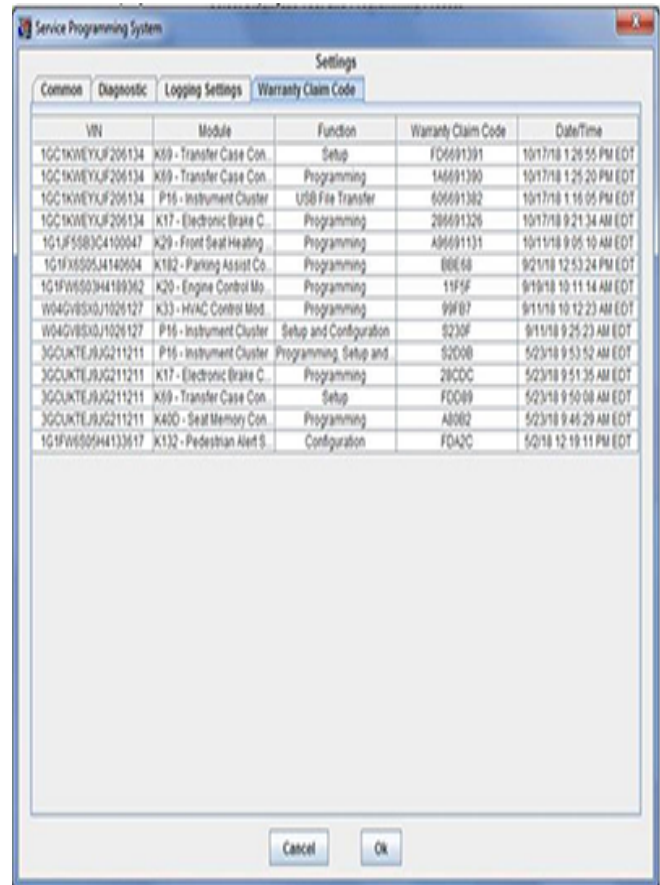 Service Programming System
Settings
Common Diagnostic Logging Settings Warranty Claim Code
VIN Module Function Warranty Claim Code Date/Time
K69 - Transfer Case Con... Setup FD6691391 10/17/18 1:26:55 PM EDT
K69 - Transfer Case Con... Programming 1A6691390 10/17/18 1:25:20 PM EDT
P16 - Instrument Cluster USB File Transfer 606691382 10/17/18 1:16:05 PM EDT
K17 - Electronic Brake C... Programming 286691326 10/17/18 9:21:34 AM EDT
1G1JF5SB3C4100047 K29 - Front Seat Heating ... Programming A96691131 10/11/18 9:05:10 AM EDT
1G1FX6S05J4140604 K182 - Parking Assist Co... Programming BBE68 9/21/18 12:53:24 PM EDT
1G1FW6S03H4189362 K20 - Engine Control Mo... Programming 11F5F 9/19/18 10:11:14 AM EDT
W04GV8SX0J1026127 K33 - HVAC Control Mod... Programming 99FB7 9/11/18 10:12:23 AM EDT
W04GV8SX0J1026127 P16 - Instrument Cluster Setup and Configuration 5230F 9/11/18 9:25:23 AM EDT
3GCUKTEJ9JG211211 P16 - Instrument Cluster Programming, Setup and... 52D0B 5/23/18 9:53:52 AM EDT
3GCUKTEJ9JG211211 K17 - Electronic Brake C... Programming 28CDC 5/23/18 9:51:35 AM EDT
3GCUKTEJ9JG211211 K69 - Transfer Case Con... Setup FDD89 5/23/18 9:50:08 AM EDT
3GCUKTEJ9JG211211 K40D - Seat Memory Con... Programming A80B2 5/23/18 9:46:29 AM EDT
1G1FW6S05H4133617 K132 - Pedestrian Alert S... Configuration FDA2C 5/2/18 12:19:11 PM EDT
Cancel Ok